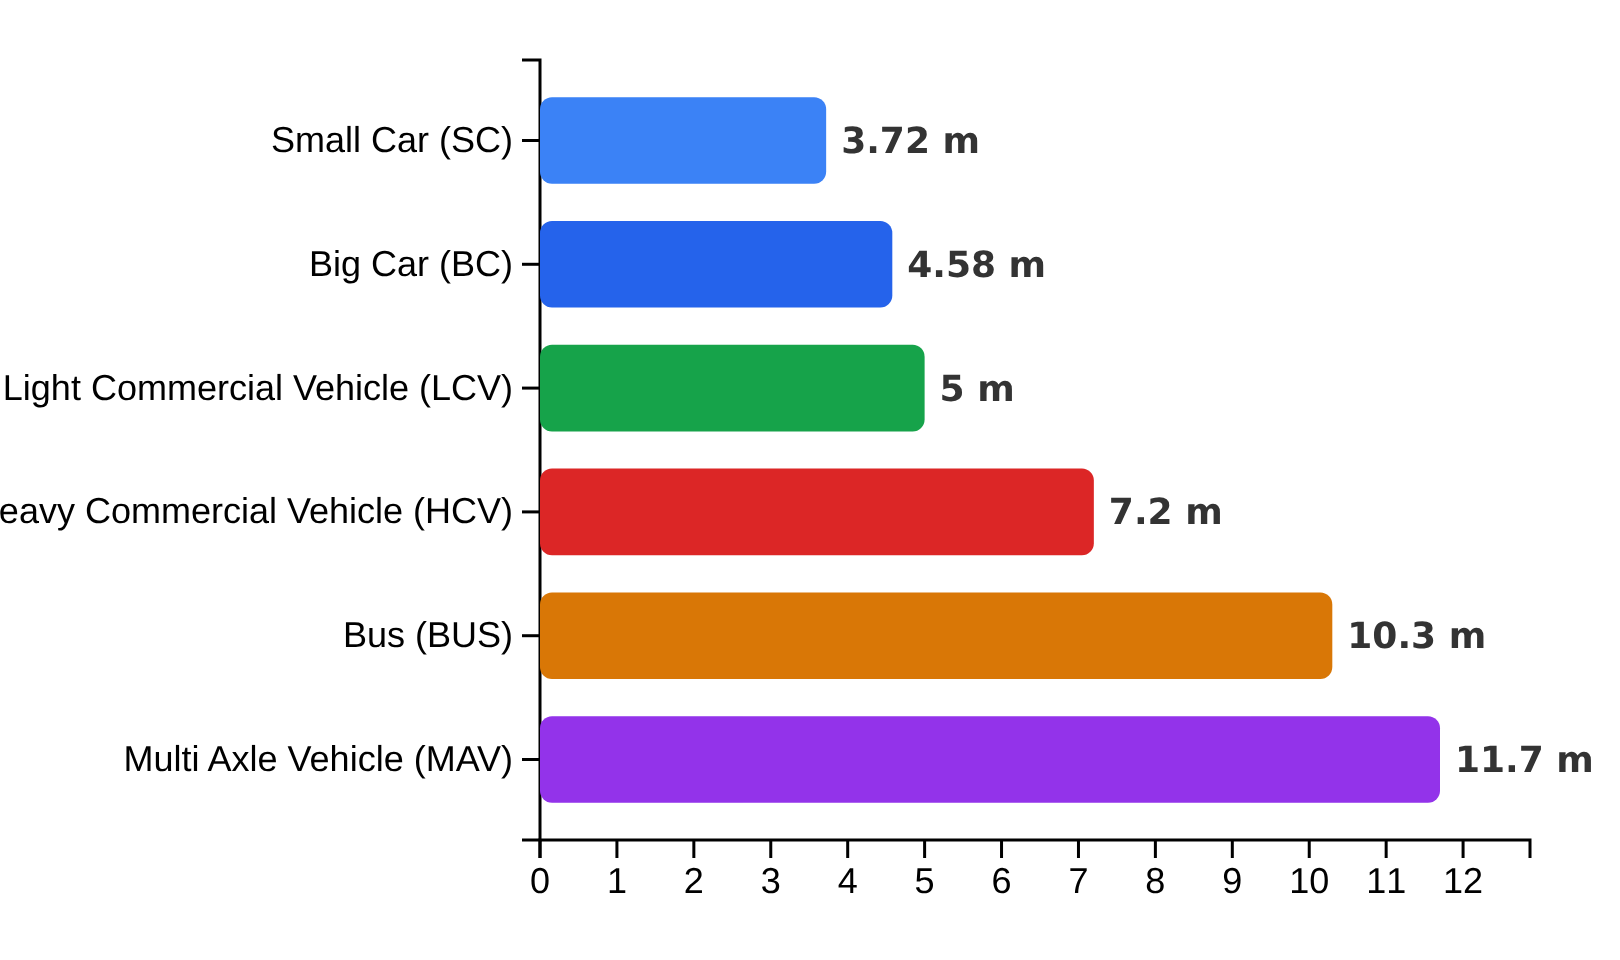 Small Car (SC) 3.72 m
Big Car (BC) 4.58 m
Light Commercial Vehicle (LCV) 5 m
eavy Commercial Vehicle (HCV) 7.2 m
Bus (BUS) 10.3 m
Multi Axle Vehicle (MAV) 11.7 m
0 1 2 3 4 5 6 7 8 9 10 11 12